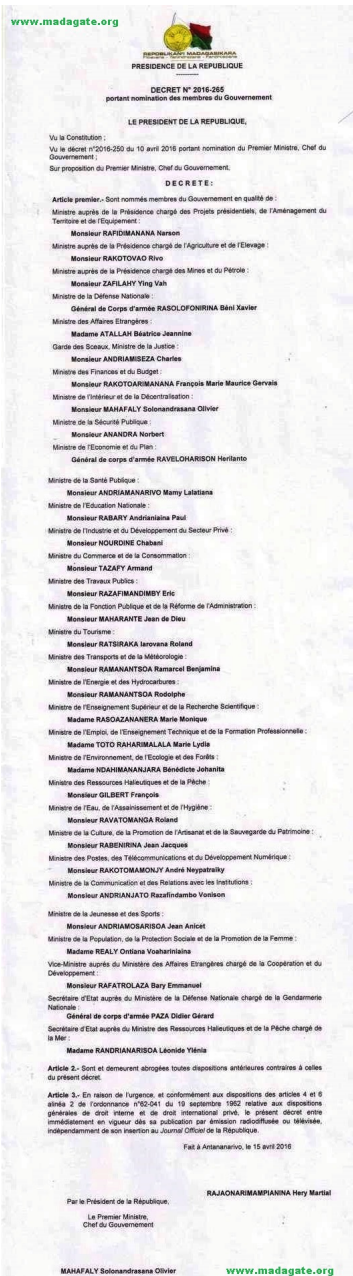 www.madagate.org
REPOBLIKAN'I MADAGASIKARA
Fitiavana - Tanindrazana - Fandrosoana
PRESIDENCE DE LA REPUBLIQUE
DECRET N° 2016-265
portant nomination des membres du Gouvernement
LE PRESIDENT DE LA REPUBLIQUE,
Vu la Constitution ;
Vu le décret n°2016-250 du 10 avril 2016 portant nomination du Premier Ministre, Chef du
Gouvernement ;
Sur proposition du Premier Ministre, Chef du Gouvernement,
D E C R E T E :
Article premier.- Sont nommés membres du Gouvernement en qualité de :
Ministre auprès de la Présidence chargé des Projets présidentiels, de l'Aménagement du
Territoire et de l'Equipement :
Monsieur RAFIDIMANANA Narson
Ministre auprès de la Présidence chargé de l'Agriculture et de l'Elevage :
Monsieur RAKOTOVAO Rivo
Ministre auprès de la Présidence chargé des Mines et du Pétrole :
Monsieur ZAFILAHY Ying Vah
Ministre de la Défense Nationale :
Général de Corps d'armée RASOLOFONIRINA Béni Xavier
Ministre des Affaires Etrangères :
Madame ATALLAH Béatrice Jeannine
Garde des Sceaux, Ministre de la Justice :
Monsieur ANDRIAMISEZA Charles
Ministre des Finances et du Budget :
Monsieur RAKOTOARIMANANA François Marie Maurice Gervais
Ministre de l'Intérieur et de la Décentralisation :
Monsieur MAHAFALY Solonandrasana Olivier
Ministre de la Sécurité Publique :
Monsieur ANANDRA Norbert
Ministre de l'Economie et du Plan :
Général de corps d'armée RAVELOHARISON Herilanto
Ministre de la Santé Publique :
Monsieur ANDRIAMANARIVO Mamy Lalatiana
Ministre de l'Education Nationale :
Monsieur RABARY Andrianiaina Paul
Ministre de l'Industrie et du Développement du Secteur Privé :
Monsieur NOURDINE Chabani
Ministre du Commerce et de la Consommation :
Monsieur TAZAFY Armand
Ministre des Travaux Publics :
Monsieur RAZAFIMANDIMBY Eric
Ministre de la Fonction Publique et de la Réforme de l'Administration :
Monsieur MAHARANTE Jean de Dieu
Ministre du Tourisme :
Monsieur RATSIRAKA Iarovana Roland
Ministre des Transports et de la Météorologie :
Monsieur RAMANANTSOA Ramarcel Benjamina
Ministre de l'Energie et des Hydrocarbures :
Monsieur RAMANANTSOA Rodolphe
Ministre de l'Enseignement Supérieur et de la Recherche Scientifique :
Madame RASOAZANANERA Marie Monique
Ministre de l'Emploi, de l'Enseignement Technique et de la Formation Professionnelle :
Madame TOTO RAHARIMALALA Marie Lydia
Ministre de l'Environnement, de l'Ecologie et des Forêts :
Madame NDAHIMANANJARA Bénédicte Johanita
Ministre des Ressources Halieutiques et de la Pêche :
Monsieur GILBERT François
Ministre de l'Eau, de l'Assainissement et de l'Hygiène :
Monsieur RAVATOMANGA Roland
Ministre de la Culture, de la Promotion de l'Artisanat et de la Sauvegarde du Patrimoine :
Monsieur RABENIRINA Jean Jacques
Ministre des Postes, des Télécommunications et du Développement Numérique :
Monsieur RAKOTOMAMONJY André Neypatraiky
Ministre de la Communication et des Relations avec les Institutions :
Monsieur ANDRIANJATO Razafindambo Vonison
Ministre de la Jeunesse et des Sports :
Monsieur ANDRIAMOSARISOA Jean Anicet
Ministre de la Population, de la Protection Sociale et de la Promotion de la Femme :
Madame REALY Ontiana Voahariniaina
Vice-Ministre auprès du Ministère des Affaires Etrangères chargé de la Coopération et du
Développement :
Monsieur RAFATROLAZA Bary Emmanuel
Secrétaire d'Etat auprès du Ministère de la Défense Nationale chargé de la Gendarmerie
Nationale :
Général de corps d'armée PAZA Didier Gérard
Secrétaire d'Etat auprès du Ministre des Ressources Halieutiques et de la Pêche chargé de
la Mer :
Madame RANDRIANARISOA Léonide Ylénia
Article 2.- Sont et demeurent abrogées toutes dispositions antérieures contraires à celles
du présent décret.
Article 3.- En raison de l'urgence, et conformément aux dispositions des articles 4 et 6
alinéa 2 de l'ordonnance n°62-041 du 19 septembre 1962 relative aux dispositions
générales de droit interne et de droit international privé, le présent décret entre
immédiatement en vigueur dès sa publication par émission radiodiffusée ou télévisée,
indépendamment de son insertion au Journal Officiel de la République.
Fait à Antananarivo, le 15 avril 2016
RAJAONARIMAMPIANINA Hery Martial
Par le Président de la République,
Le Premier Ministre,
Chef du Gouvernement
MAHAFALY Solonandrasana Olivier
www.madagate.org